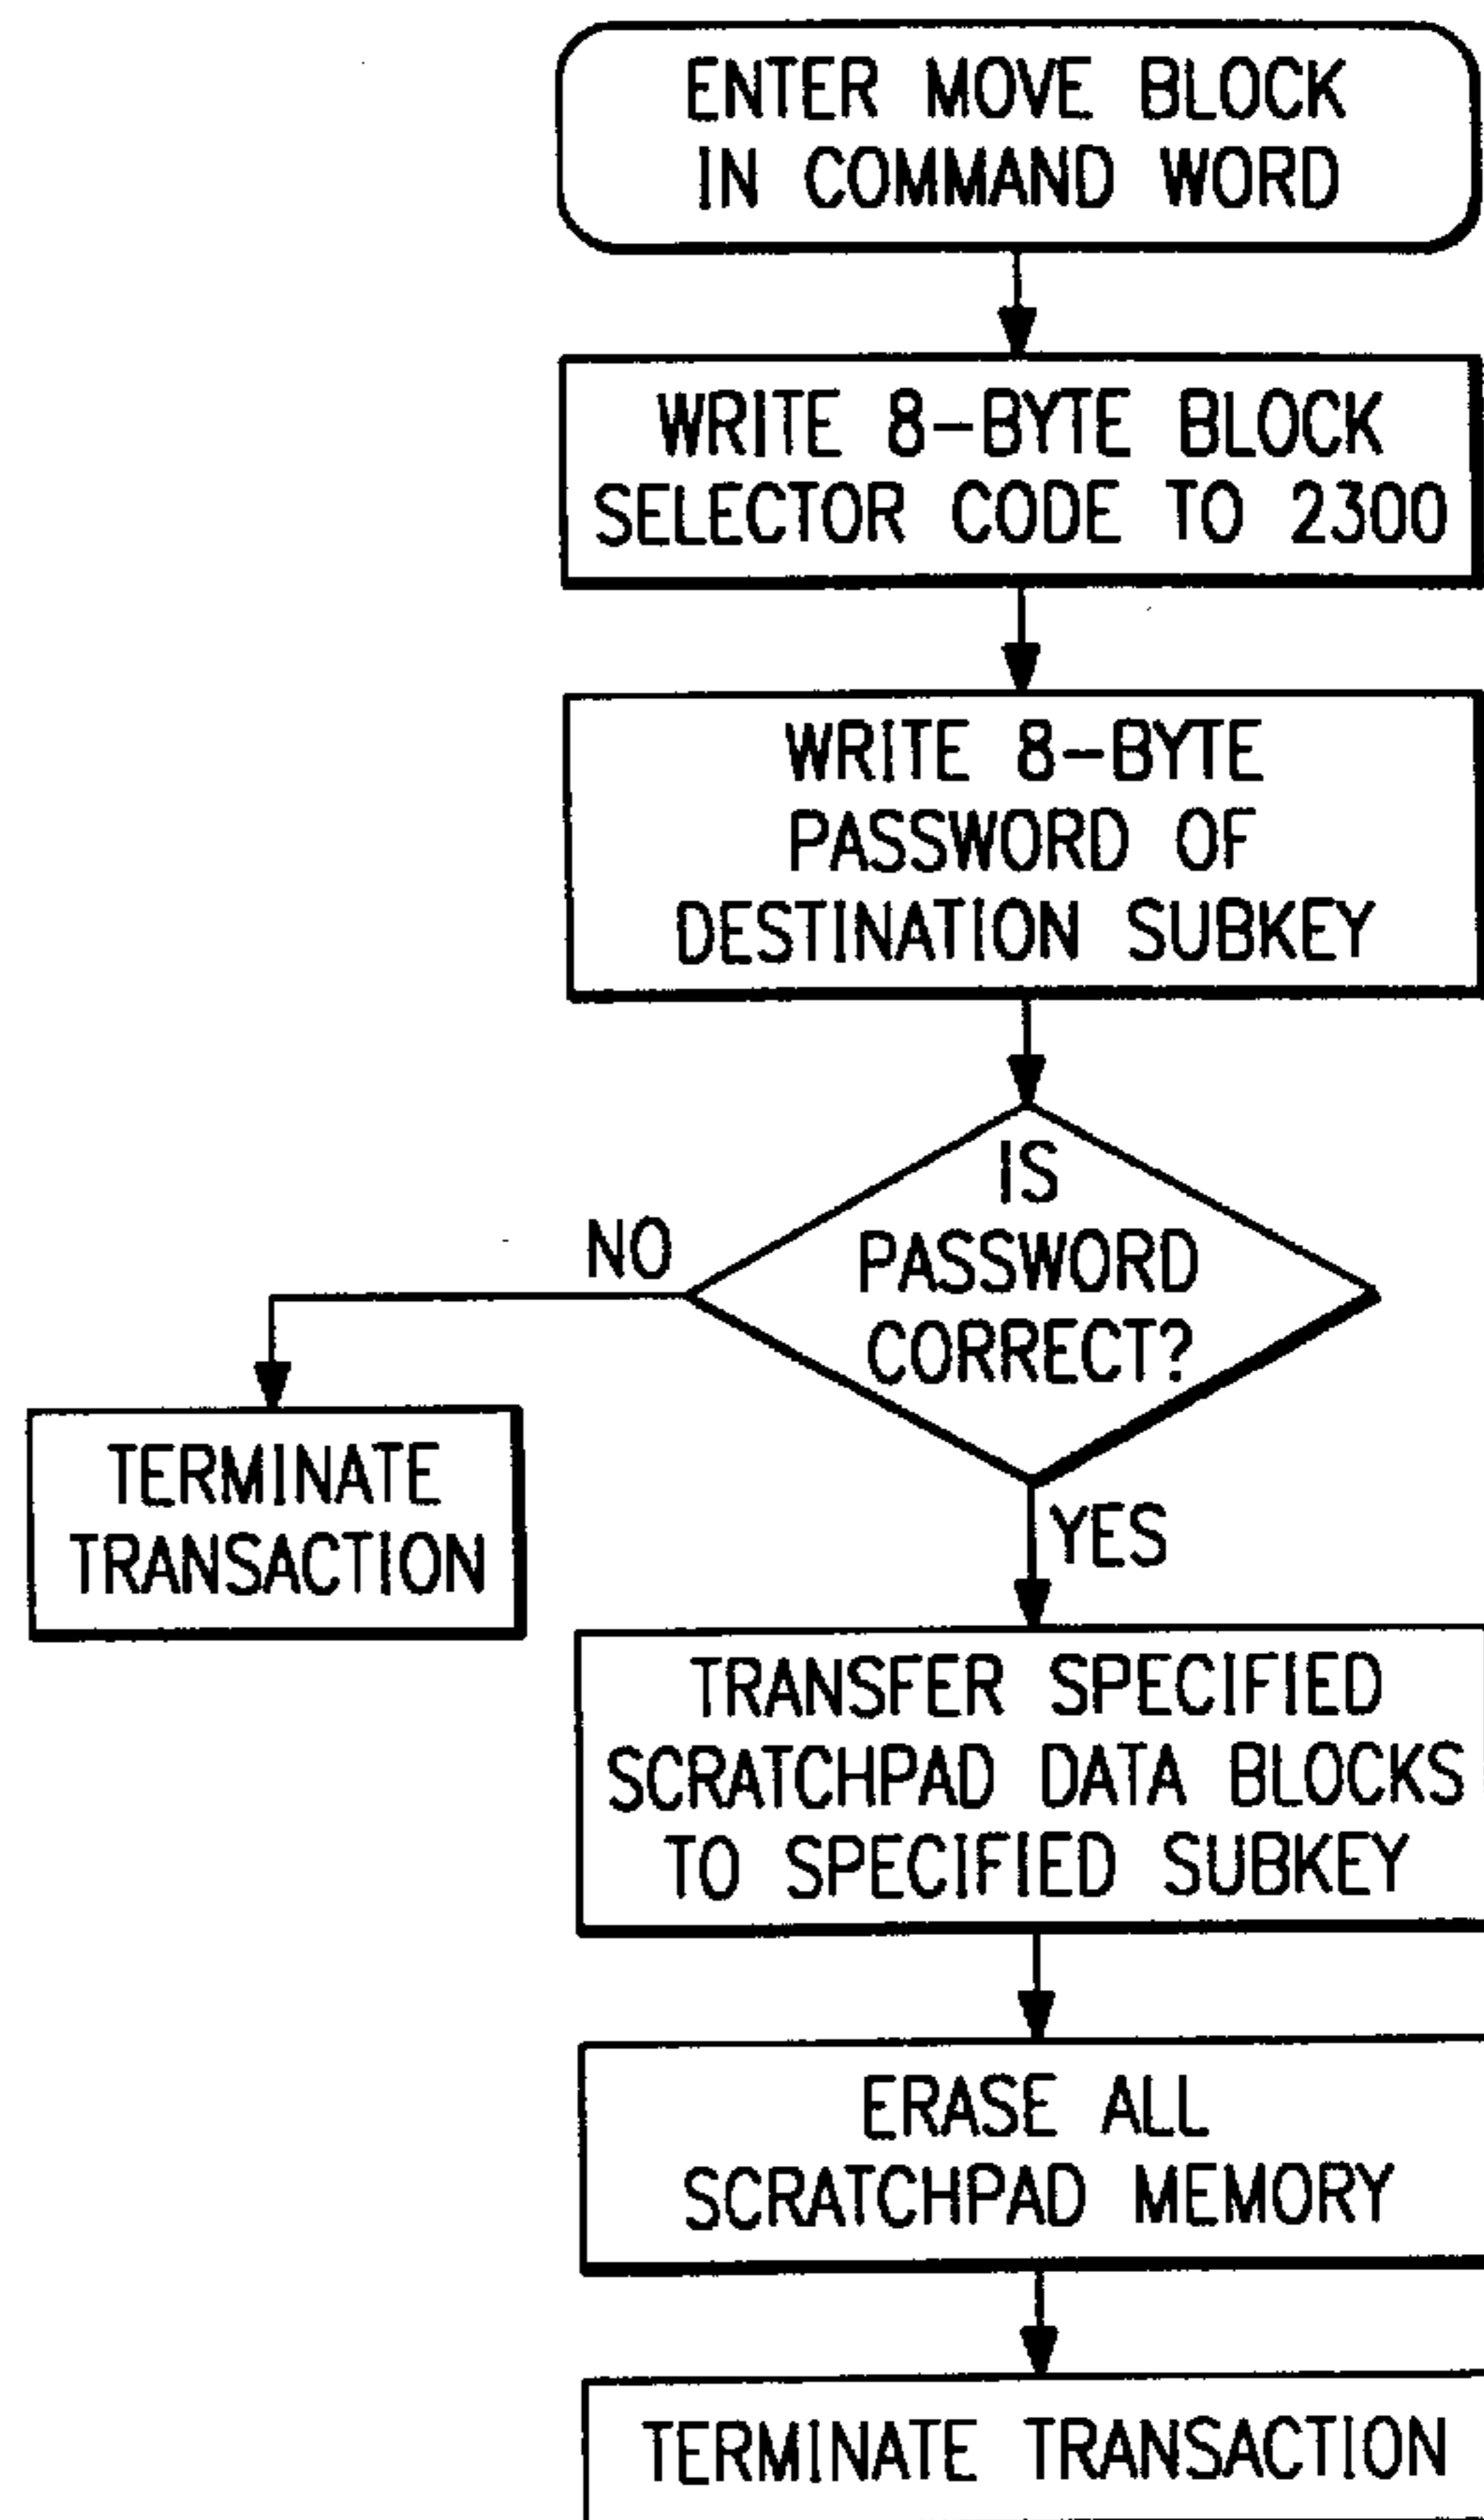 ENTER MOVE BLOCK
IN COMMAND WORD
WRITE 8-BYTE BLOCK
SELECTOR CODE TO 2300
WRITE 8-BYTE
PASSWORD OF
DESTINATION SUBKEY
IS
PASSWORD
CORRECT?
NO
TERMINATE
TRANSACTION
YES
TRANSFER SPECIFIED
SCRATCHPAD DATA BLOCKS
TO SPECIFIED SUBKEY
ERASE ALL
SCRATCHPAD MEMORY
TERMINATE TRANSACTION